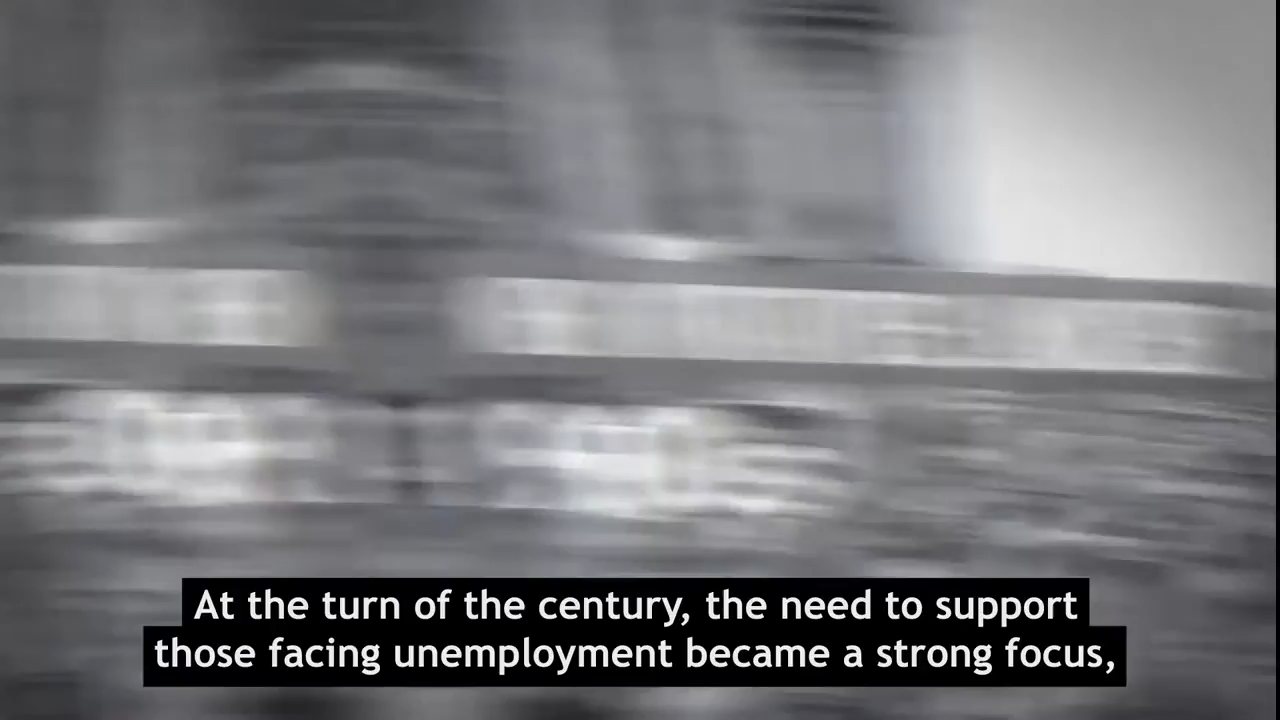 At the turn of the century, the need to support
those facing unemployment became a strong focus,